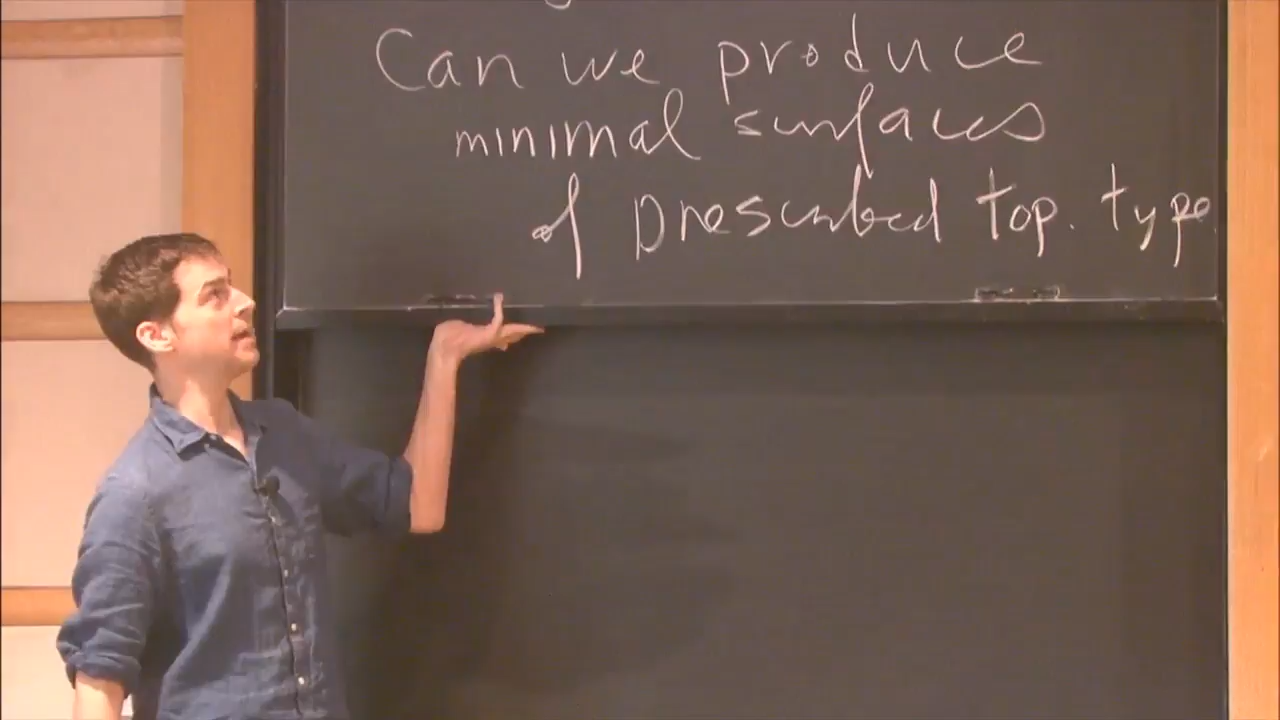 Can we produce
minimal surfaces
of prescribed top. type